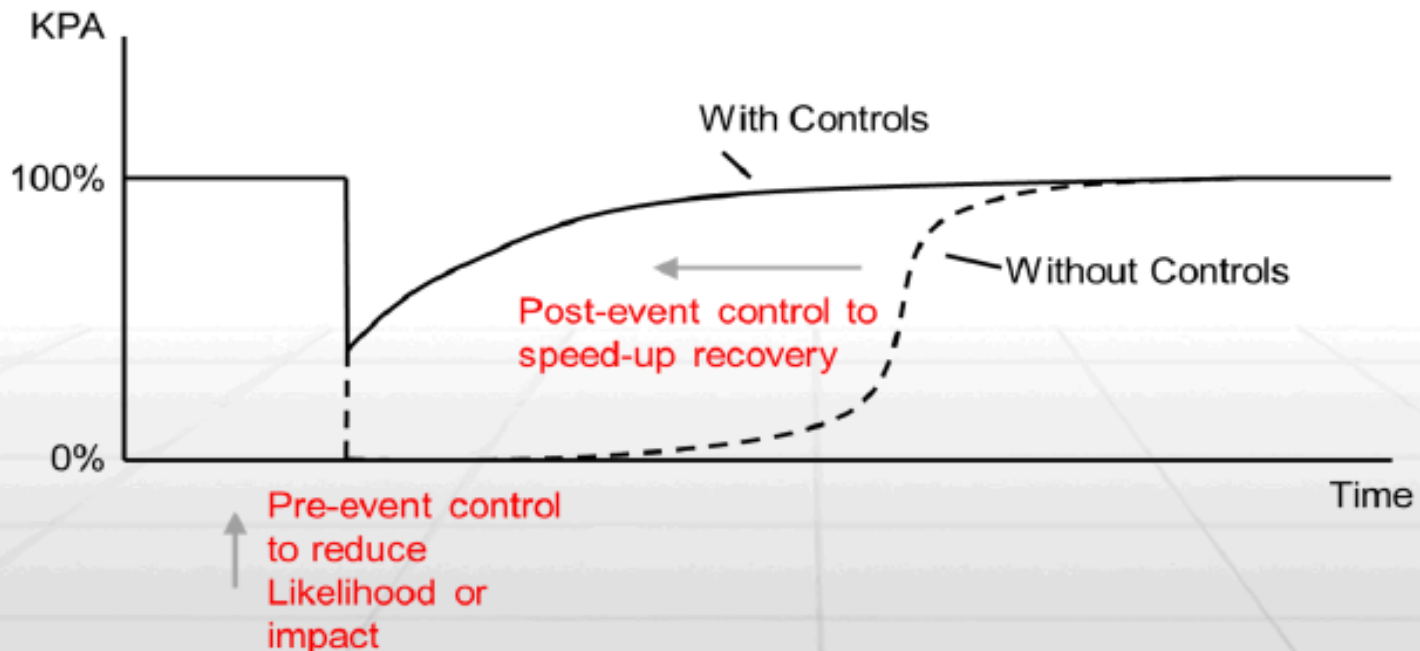 KPA
With Controls
100%
Without Controls
Post-event control to
speed-up recovery
0%
Time
Pre-event control
to reduce
Likelihood or
impact